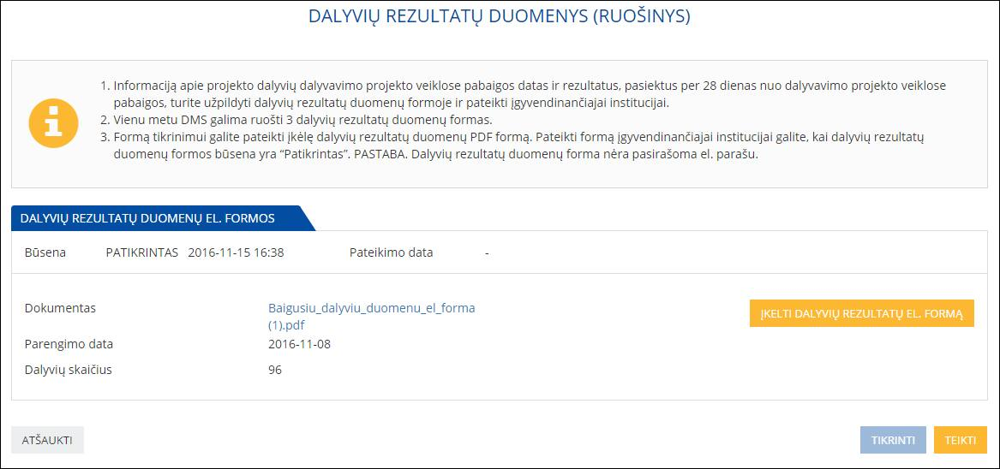 DALYVIŲ REZULTATŲ DUOMENYS (RUOŠINYS)
1. Informaciją apie projekto dalyvių dalyvavimo projekto veiklose pabaigos datas ir rezultatus, pasiektus per 28 dienas nuo dalyvavimo projekto veiklose
pabaigos, turite užpildyti dalyvių rezultatų duomenų formoje ir pateikti įgyvendinančiajai institucijai.
2. Vienu metu DMS galima ruošti 3 dalyvių rezultatų duomenų formas.
3. Formą tikrinimui galite pateikti įkėlę dalyvių rezultatų duomenų PDF formą. Pateikti formą įgyvendinančiajai institucijai galite, kai dalyvių rezultatų
duomenų formos būsena yra “Patikrintas”. PASTABA. Dalyvių rezultatų duomenų forma nėra pasirašoma el. parašu.
DALYVIŲ REZULTATŲ DUOMENŲ EL. FORMOS
Būsena PATIKRINTAS 2016-11-15 16:38 Pateikimo data -
Dokumentas Baigusiu_dalyviu_duomenu_el_forma
(1).pdf
ĮKELTI DALYVIŲ REZULTATŲ EL. FORMĄ
Parengimo data 2016-11-08
Dalyvių skaičius 96
ATŠAUKTI TIKRINTI TEIKTI